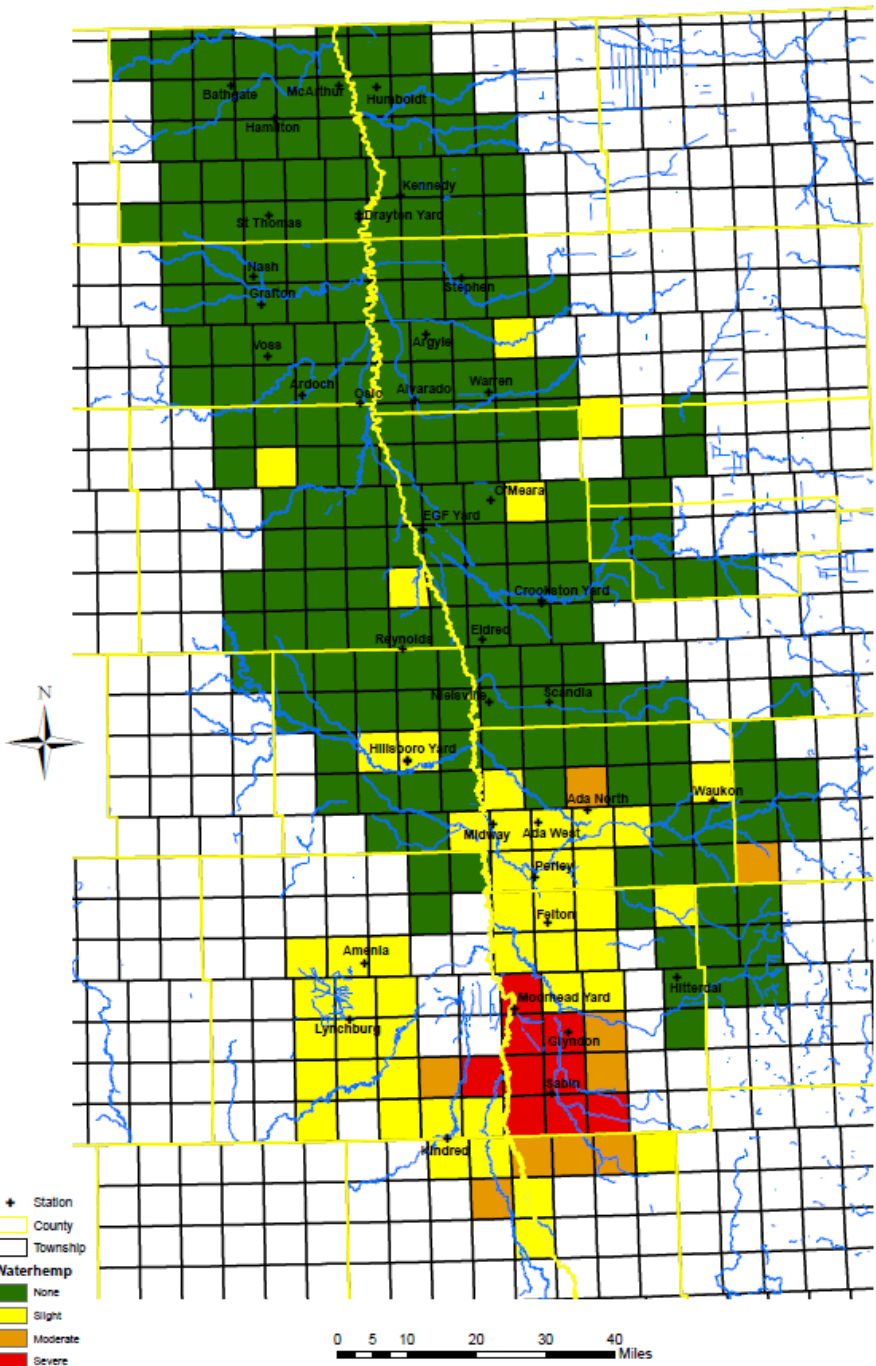 Bathgate
McArthur
Humboldt
Hamilton
Kennedy
St Thomas
Drayton Yard
Nash
Grafton
Stephen
Argyle
Voss
Ardoch
Oslo
Alvarado
Warren
O'Meara
EGF Yard
Crookston Yard
Eldred
Reynolds
Nielsville
Scandia
N
Hillsboro Yard
Waukon
Ada North
Midway
Ada West
Perley
Felton
Amenia
Hitterdal
Moorhead Yard
Lynchburg
Glyndon
Sabin
Kindred
Station
County
Township
Waterhemp
None
Slight
Moderate
Severe
0 5 10 20 30 40
Miles